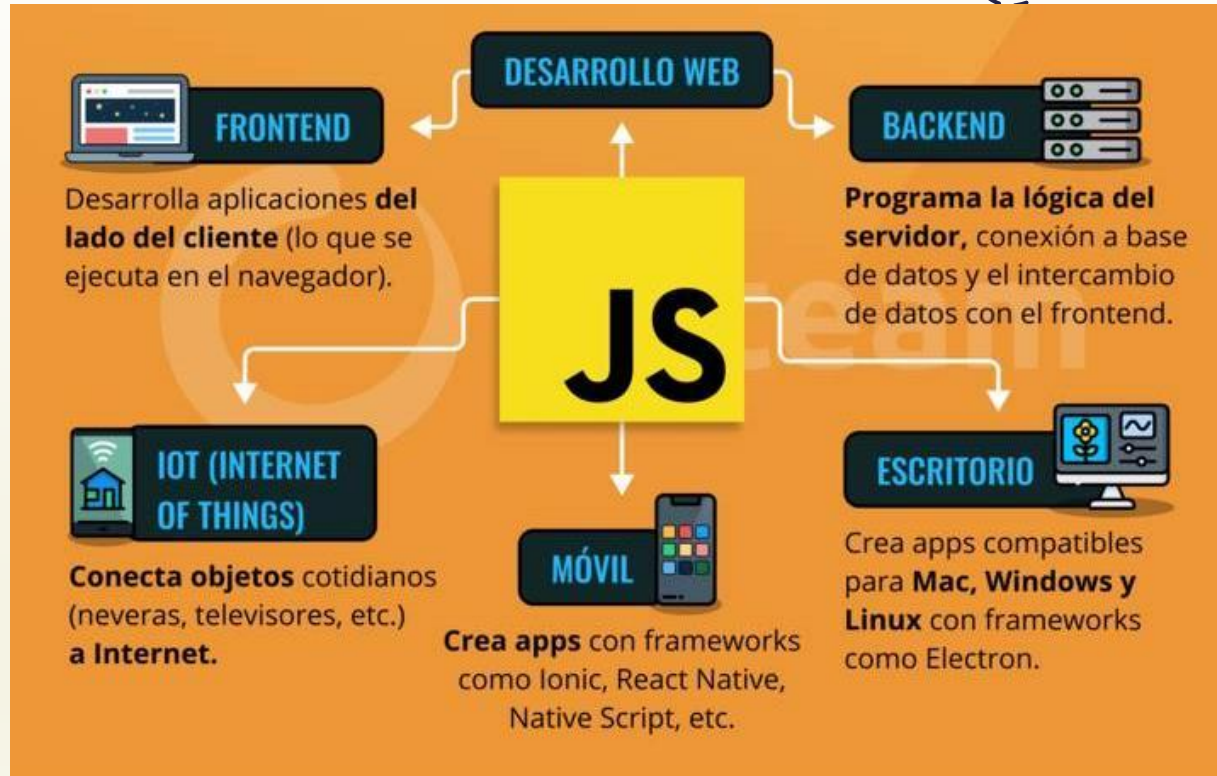 DESARROLLO WEB
FRONTEND
Desarrolla aplicaciones del
lado del cliente (lo que se
ejecuta en el navegador).
BACKEND
Programa la lógica del
servidor, conexión a base
de datos y el intercambio
de datos con el frontend.
JS
IOT (INTERNET
OF THINGS)
Conecta objetos cotidianos
(neveras, televisores, etc.)
a Internet.
MÓVIL
Crea apps con frameworks
como Ionic, React Native,
Native Script, etc.
ESCRITORIO
Crea apps compatibles
para Mac, Windows y
Linux con frameworks
como Electron.